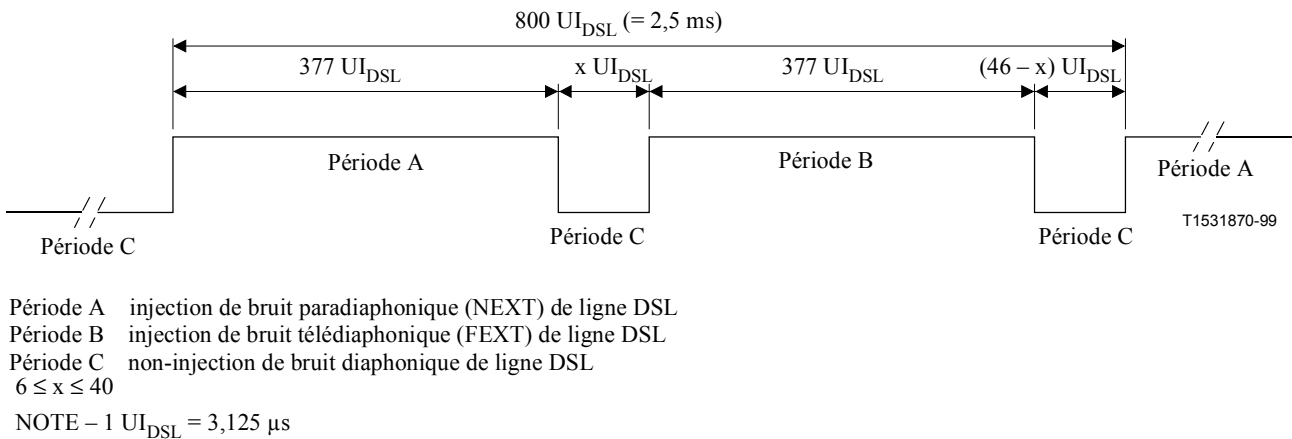 800 UI_DSL (= 2,5 ms)
377 UI_DSL x UI_DSL 377 UI_DSL (46 – x) UI_DSL
Période A Période B Période A
Période C Période C Période C
T1531870-99
Période A injection de bruit paradiaphonique (NEXT) de ligne DSL
Période B injection de bruit télédiaphonique (FEXT) de ligne DSL
Période C non-injection de bruit diaphonique de ligne DSL
6 ≤ x ≤ 40
NOTE – 1 UI_DSL = 3,125 µs